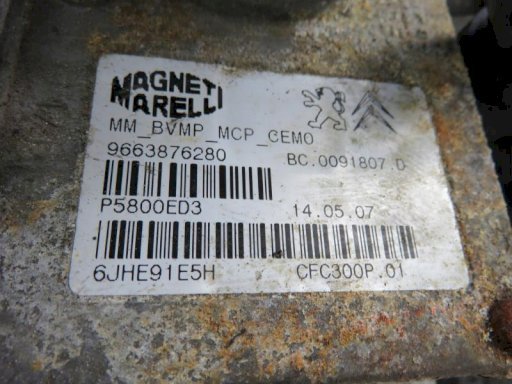 MAGNETI
MARELLI
MM_BVMP_MCP_CEMO
9663876280 BC.0091807.D
P5800ED3 14.05.07
6JHE91E5H CFC300P.01